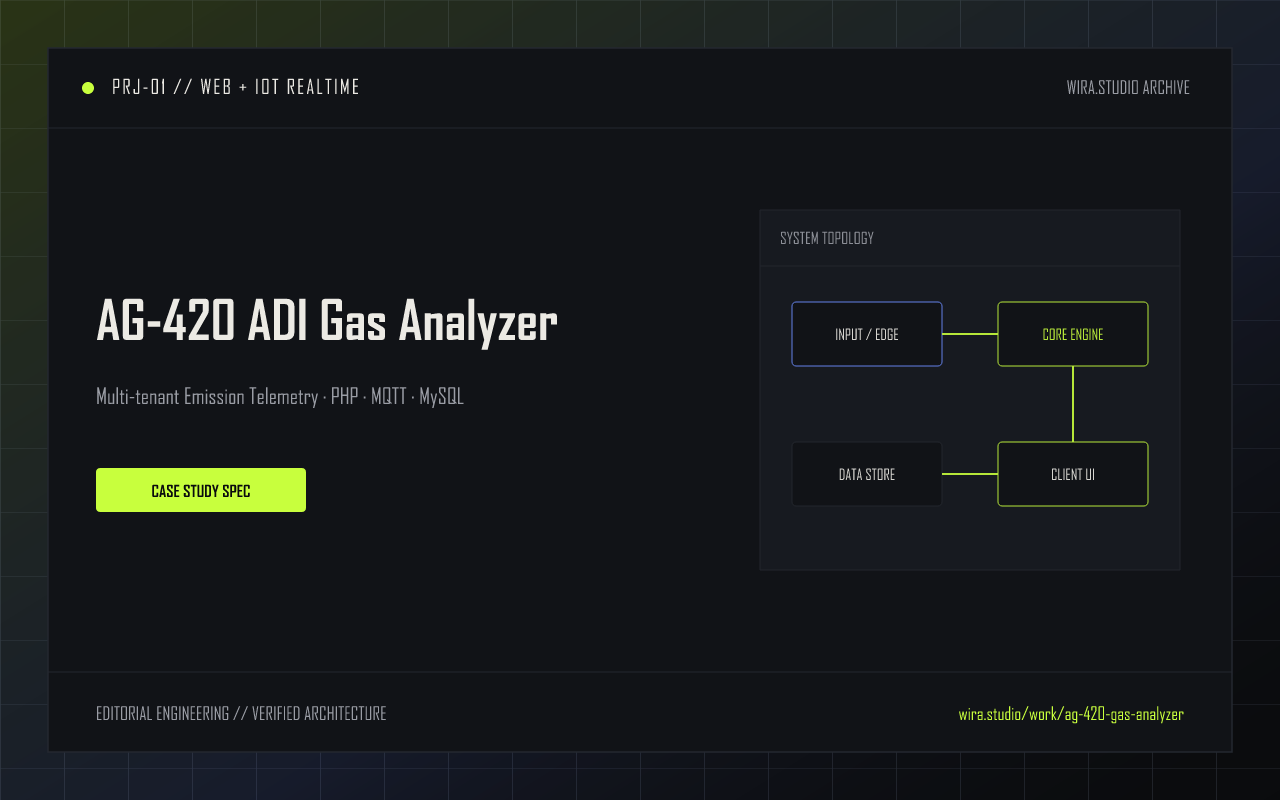 PRJ-01 // WEB + IOT REALTIME
WIRA.STUDIO ARCHIVE
AG-420 ADI Gas Analyzer
Multi-tenant Emission Telemetry · PHP · MQTT · MySQL
CASE STUDY SPEC
SYSTEM TOPOLOGY
INPUT / EDGE
CORE ENGINE
DATA STORE
CLIENT UI
EDITORIAL ENGINEERING // VERIFIED ARCHITECTURE
wira.studio/work/ag-420-gas-analyzer